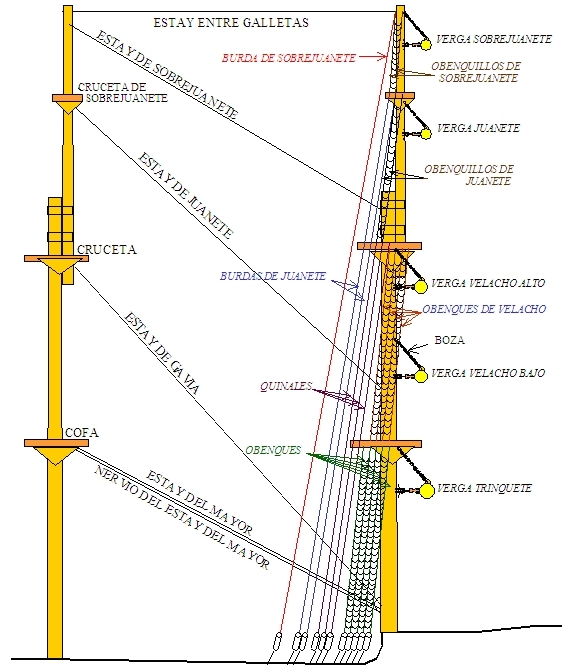 ESTAY ENTRE GALLETAS
VERGA SOBREJUANETE
ESTAY DE SOBREJUANETE
BURDA DE SOBREJUANETE
OBENQUILLOS DE
SOBREJUANETE
CRUCETA DE
SOBREJUANETE
VERGA JUANETE
ESTAY DE JUANETE
OBENQUILLOS DE
JUANETE
CRUCETA
BURDAS DE JUANETE
VERGA VELACHO ALTO
OBENQUES DE VELACHO
ESTAY DE GAVIA
BOZA
VERGA VELACHO BAJO
QUINALES
COFA
OBENQUES
ESTAY DEL MAYOR
NERVIO DEL ESTAY DEL MAYOR
VERGA TRINQUETE